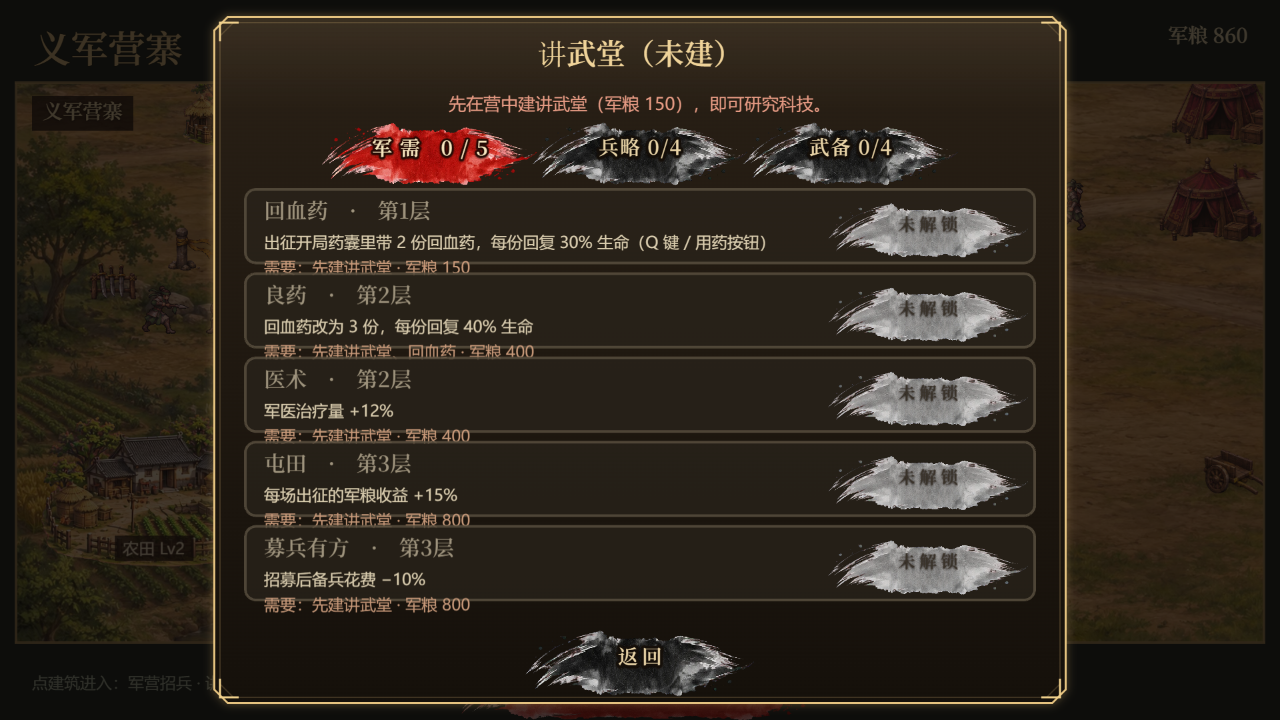 义军营寨
军粮 860
义军营寨
讲武堂（未建）
先在营中建讲武堂（军粮 150），即可研究科技。
军需 0/5
兵略 0/4
武备 0/4
回血药 · 第1层
出征开局药囊里带 2 份回血药，每份回复 30% 生命（Q 键 / 用药按钮）
需要：先建讲武堂 · 军粮 150
未解锁
良药 · 第2层
回血药改为 3 份，每份回复 40% 生命
需要：先建讲武堂、回血药 · 军粮 400
未解锁
医术 · 第2层
军医治疗量 +12%
需要：先建讲武堂 · 军粮 400
未解锁
屯田 · 第3层
每场出征的军粮收益 +15%
需要：先建讲武堂 · 军粮 800
未解锁
募兵有方 · 第3层
招募后备兵花费 −10%
需要：先建讲武堂 · 军粮 800
未解锁
农田 Lv2
返回
点建筑进入：军营招兵 ·